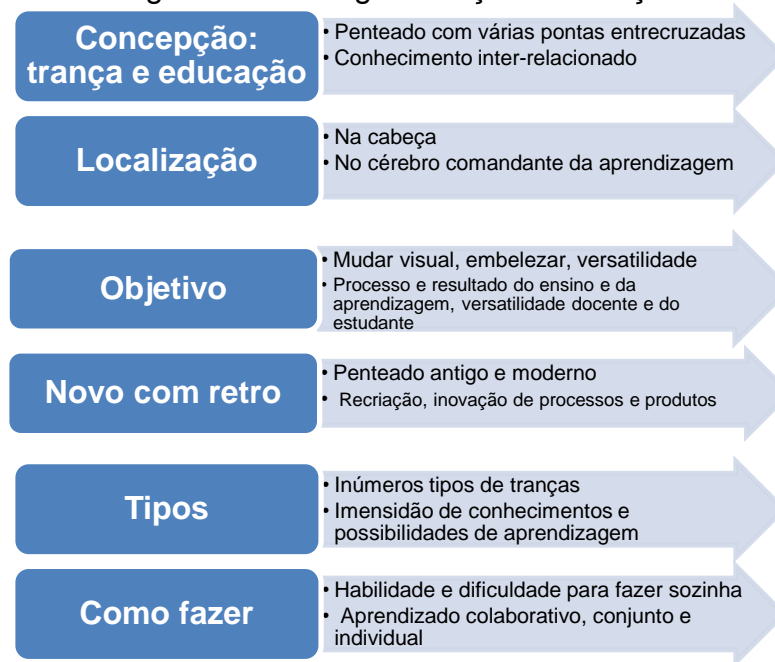 Concepção:
trança e educação
• Penteado com várias pontas entrecruzadas
• Conhecimento inter-relacionado
Localização
• Na cabeça
• No cérebro comandante da aprendizagem
Objetivo
• Mudar visual, embelezar, versatilidade
• Processo e resultado do ensino e da
aprendizagem, versatilidade docente e do
estudante
Novo com retro
• Penteado antigo e moderno
• Recriação, inovação de processos e produtos
Tipos
• Inúmeros tipos de tranças
• Imensidão de conhecimentos e
possibilidades de aprendizagem
Como fazer
• Habilidade e dificuldade para fazer sozinha
• Aprendizado colaborativo, conjunto e
individual